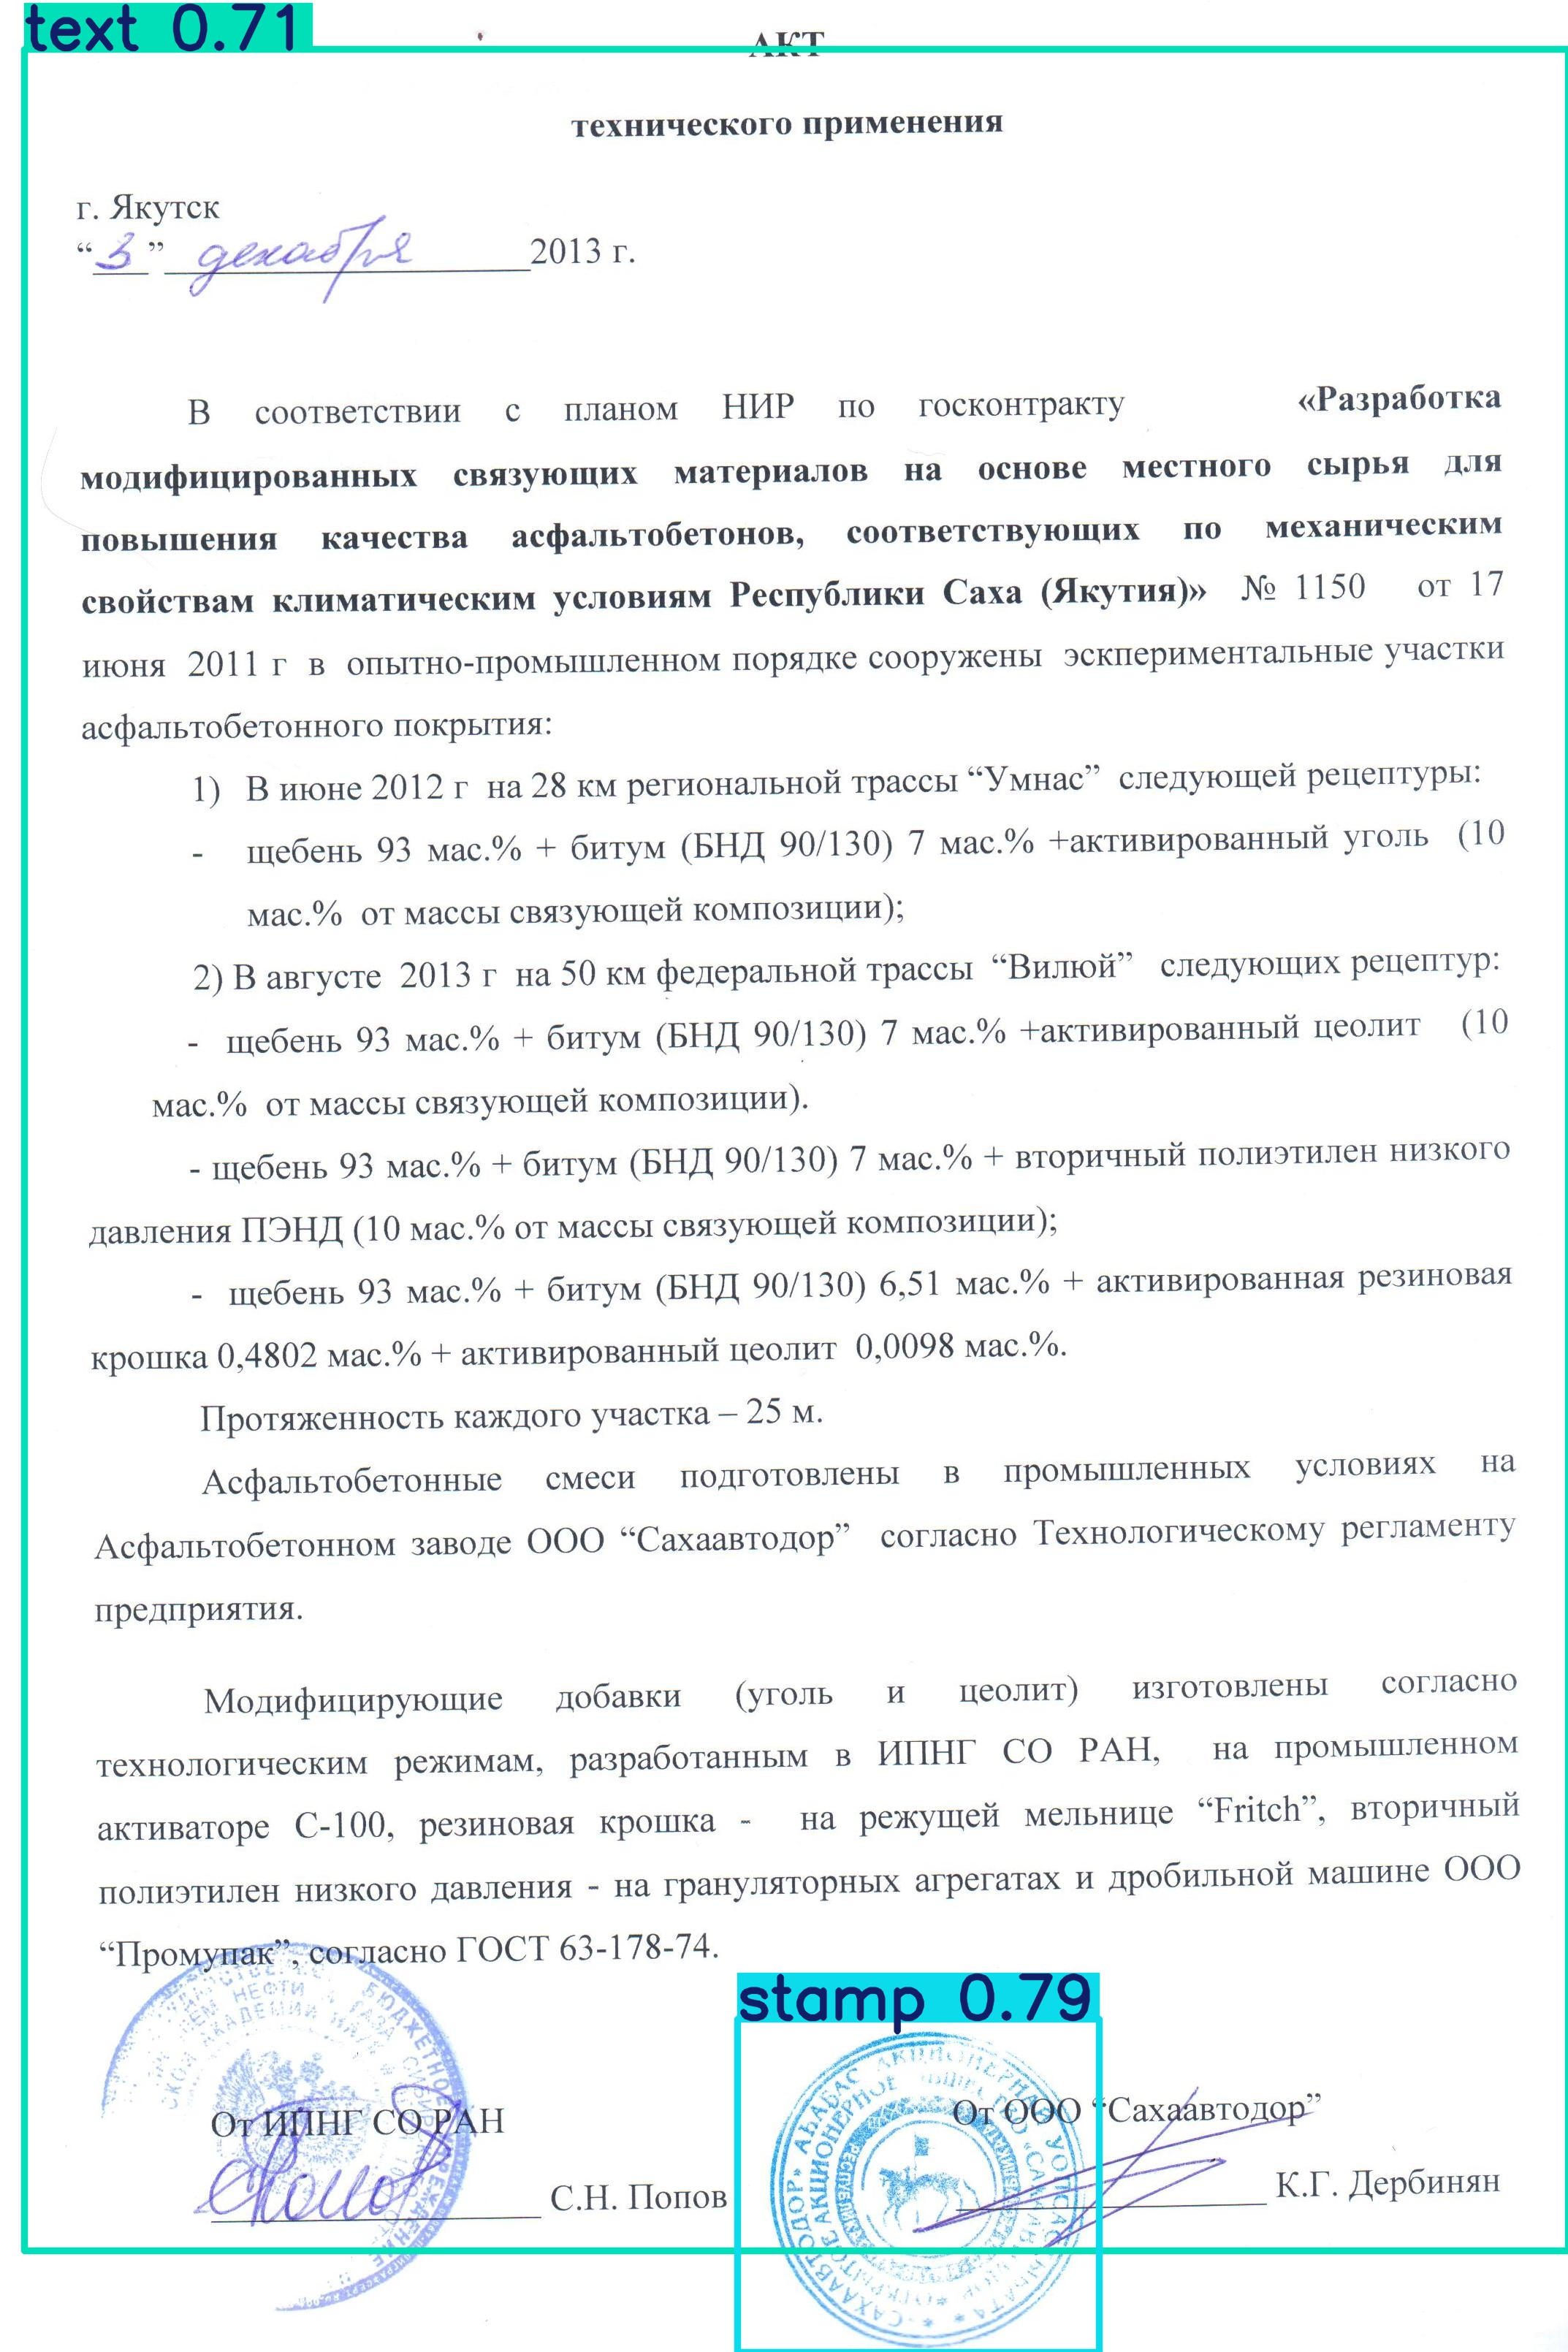 text 0.71
АКТ
технического применения
г. Якутск
“3” декабря 2013 г.
В соответствии с планом НИР по госконтракту «Разработка
модифицированных связующих материалов на основе местного сырья для
повышения качества асфальтобетонов, соответствующих по механическим
свойствам климатическим условиям Республики Саха (Якутия)» № 1150 от 17
июня 2011 г в опытно-промышленном порядке сооружены эскпериментальные участки
асфальтобетонного покрытия:
1) В июне 2012 г на 28 км региональной трассы “Умнас” следующей рецептуры:
- щебень 93 мас.% + битум (БНД 90/130) 7 мас.% +активированный уголь (10
мас.% от массы связующей композиции);
2) В августе 2013 г на 50 км федеральной трассы “Вилюй” следующих рецептур:
- щебень 93 мас.% + битум (БНД 90/130) 7 мас.% +активированный цеолит (10
мас.% от массы связующей композиции).
- щебень 93 мас.% + битум (БНД 90/130) 7 мас.% + вторичный полиэтилен низкого
давления ПЭНД (10 мас.% от массы связующей композиции);
- щебень 93 мас.% + битум (БНД 90/130) 6,51 мас.% + активированная резиновая
крошка 0,4802 мас.% + активированный цеолит 0,0098 мас.%.
Протяженность каждого участка – 25 м.
Асфальтобетонные смеси подготовлены в промышленных условиях на
Асфальтобетонном заводе ООО “Сахаавтодор” согласно Технологическому регламенту
предприятия.
Модифицирующие добавки (уголь и цеолит) изготовлены согласно
технологическим режимам, разработанным в ИПНГ СО РАН, на промышленном
активаторе С-100, резиновая крошка - на режущей мельнице “Fritch”, вторичный
полиэтилен низкого давления - на грануляторных агрегатах и дробильной машине ООО
“Промупак”, согласно ГОСТ 63-178-74.
stamp 0.79
От ИПНГ СО РАН
От ООО “Сахаавтодор”
С.Н. Попов
К.Г. Дербинян
БЮДЖЕТНОЕ УЧРЕЖДЕНИЕ
НЕФТИ И ГАЗА СИБИР
АКАДЕМИИ НАУК
САХААВТОДОР
АКЦИОНЕРНОЕ